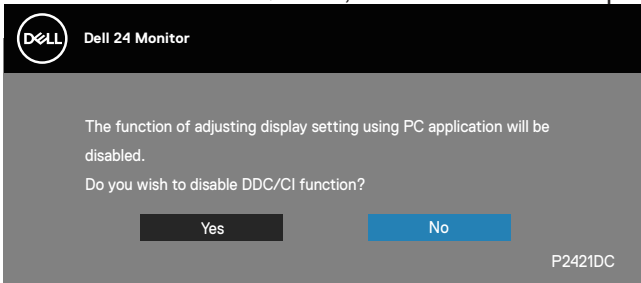 DELL
Dell 24 Monitor
The function of adjusting display setting using PC application will be
disabled.
Do you wish to disable DDC/CI function?
Yes
No
P2421DC